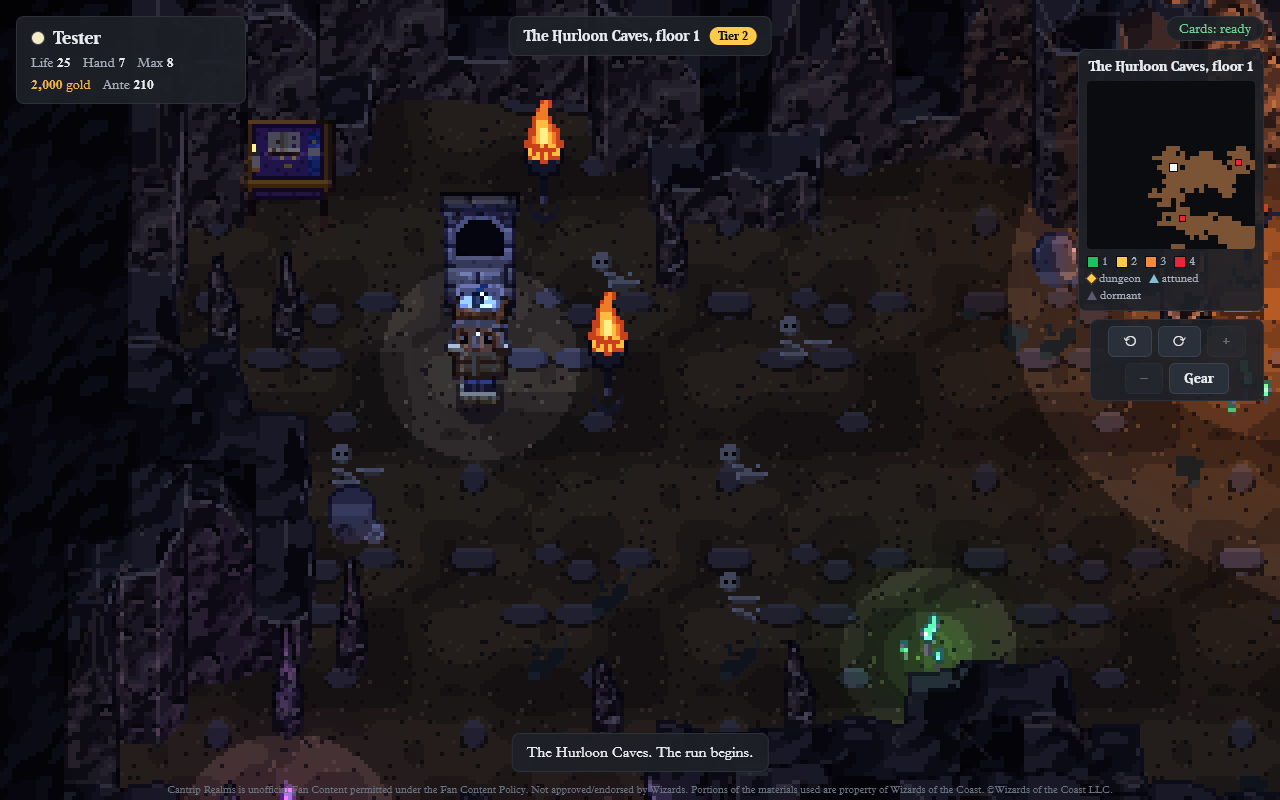 Tester
Life 25 Hand 7 Max 8
2,000 gold Ante 210
The Hurloon Caves, floor 1 Tier 2
Cards: ready
The Hurloon Caves, floor 1
1 2 3 4
dungeon attuned
dormant
+
−
Gear
The Hurloon Caves. The run begins.
Cantrip Realms is unofficial Fan Content permitted under the Fan Content Policy. Not approved/endorsed by Wizards. Portions of the materials used are property of Wizards of the Coast. ©Wizards of the Coast LLC.